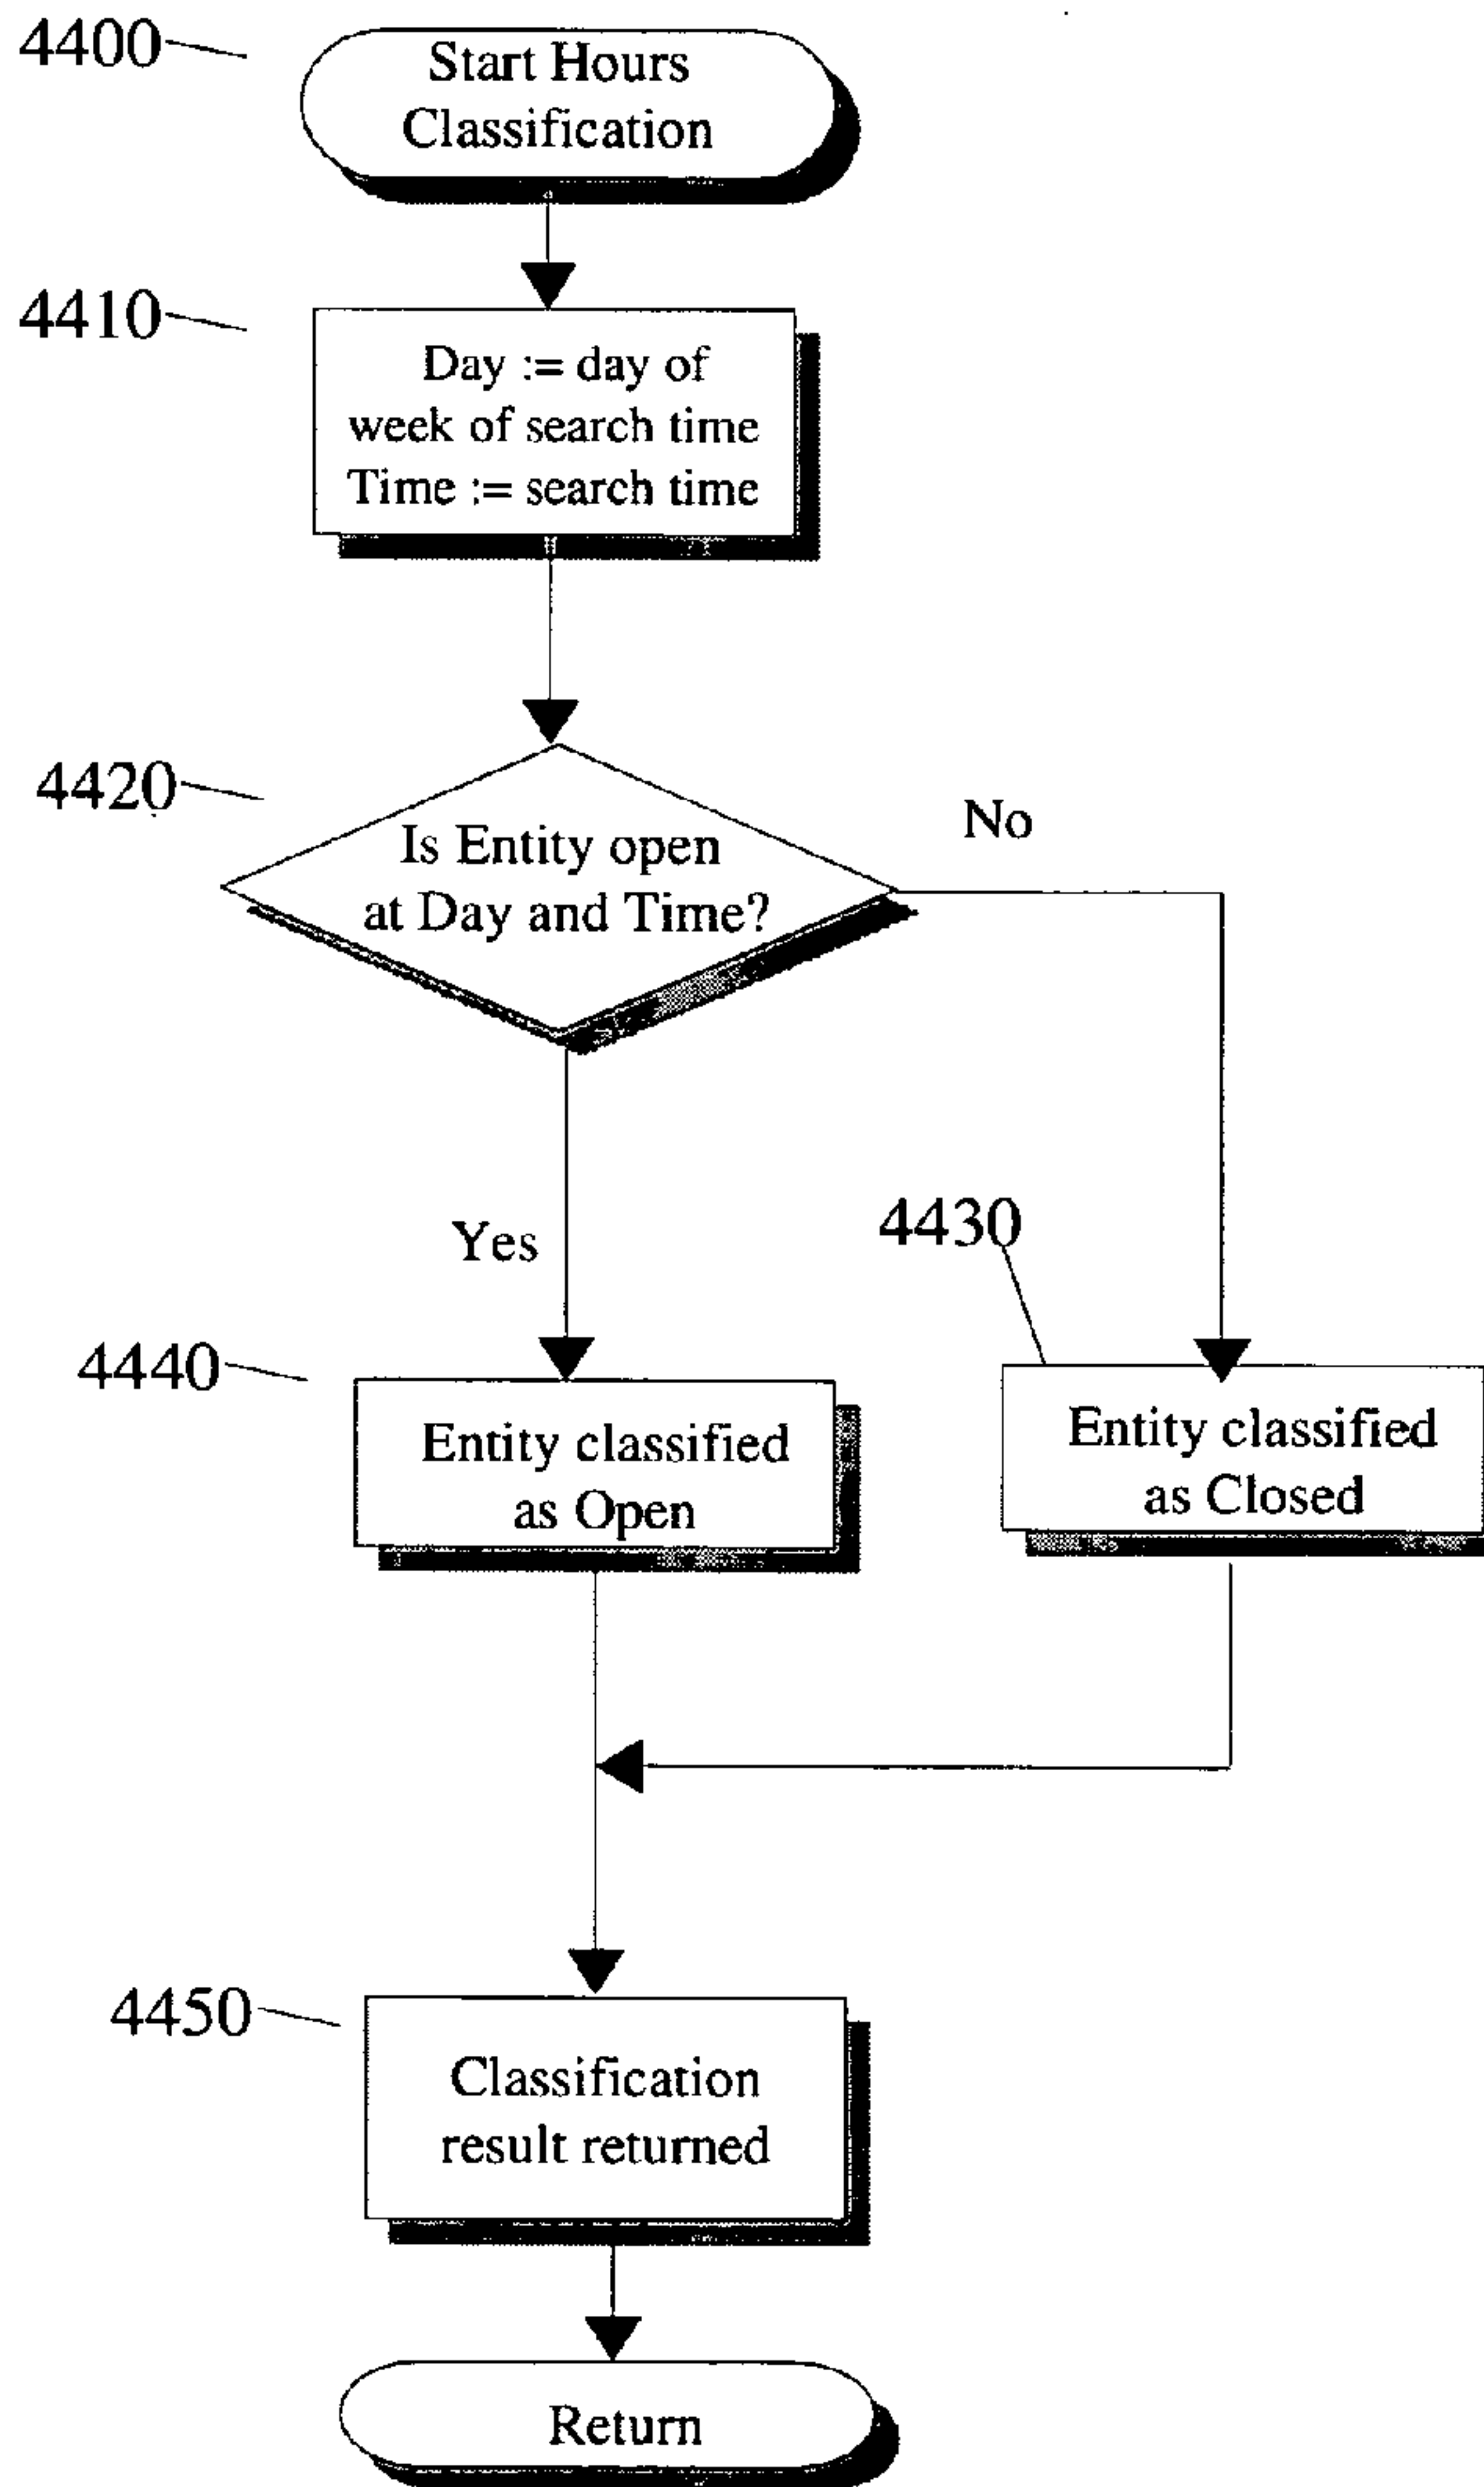 4400
Start Hours
Classification
4410
Day := day of
week of search time
Time := search time
4420
Is Entity open
at Day and Time?
No
Yes
4430
4440
Entity classified
as Open
Entity classified
as Closed
4450
Classification
result returned
Return